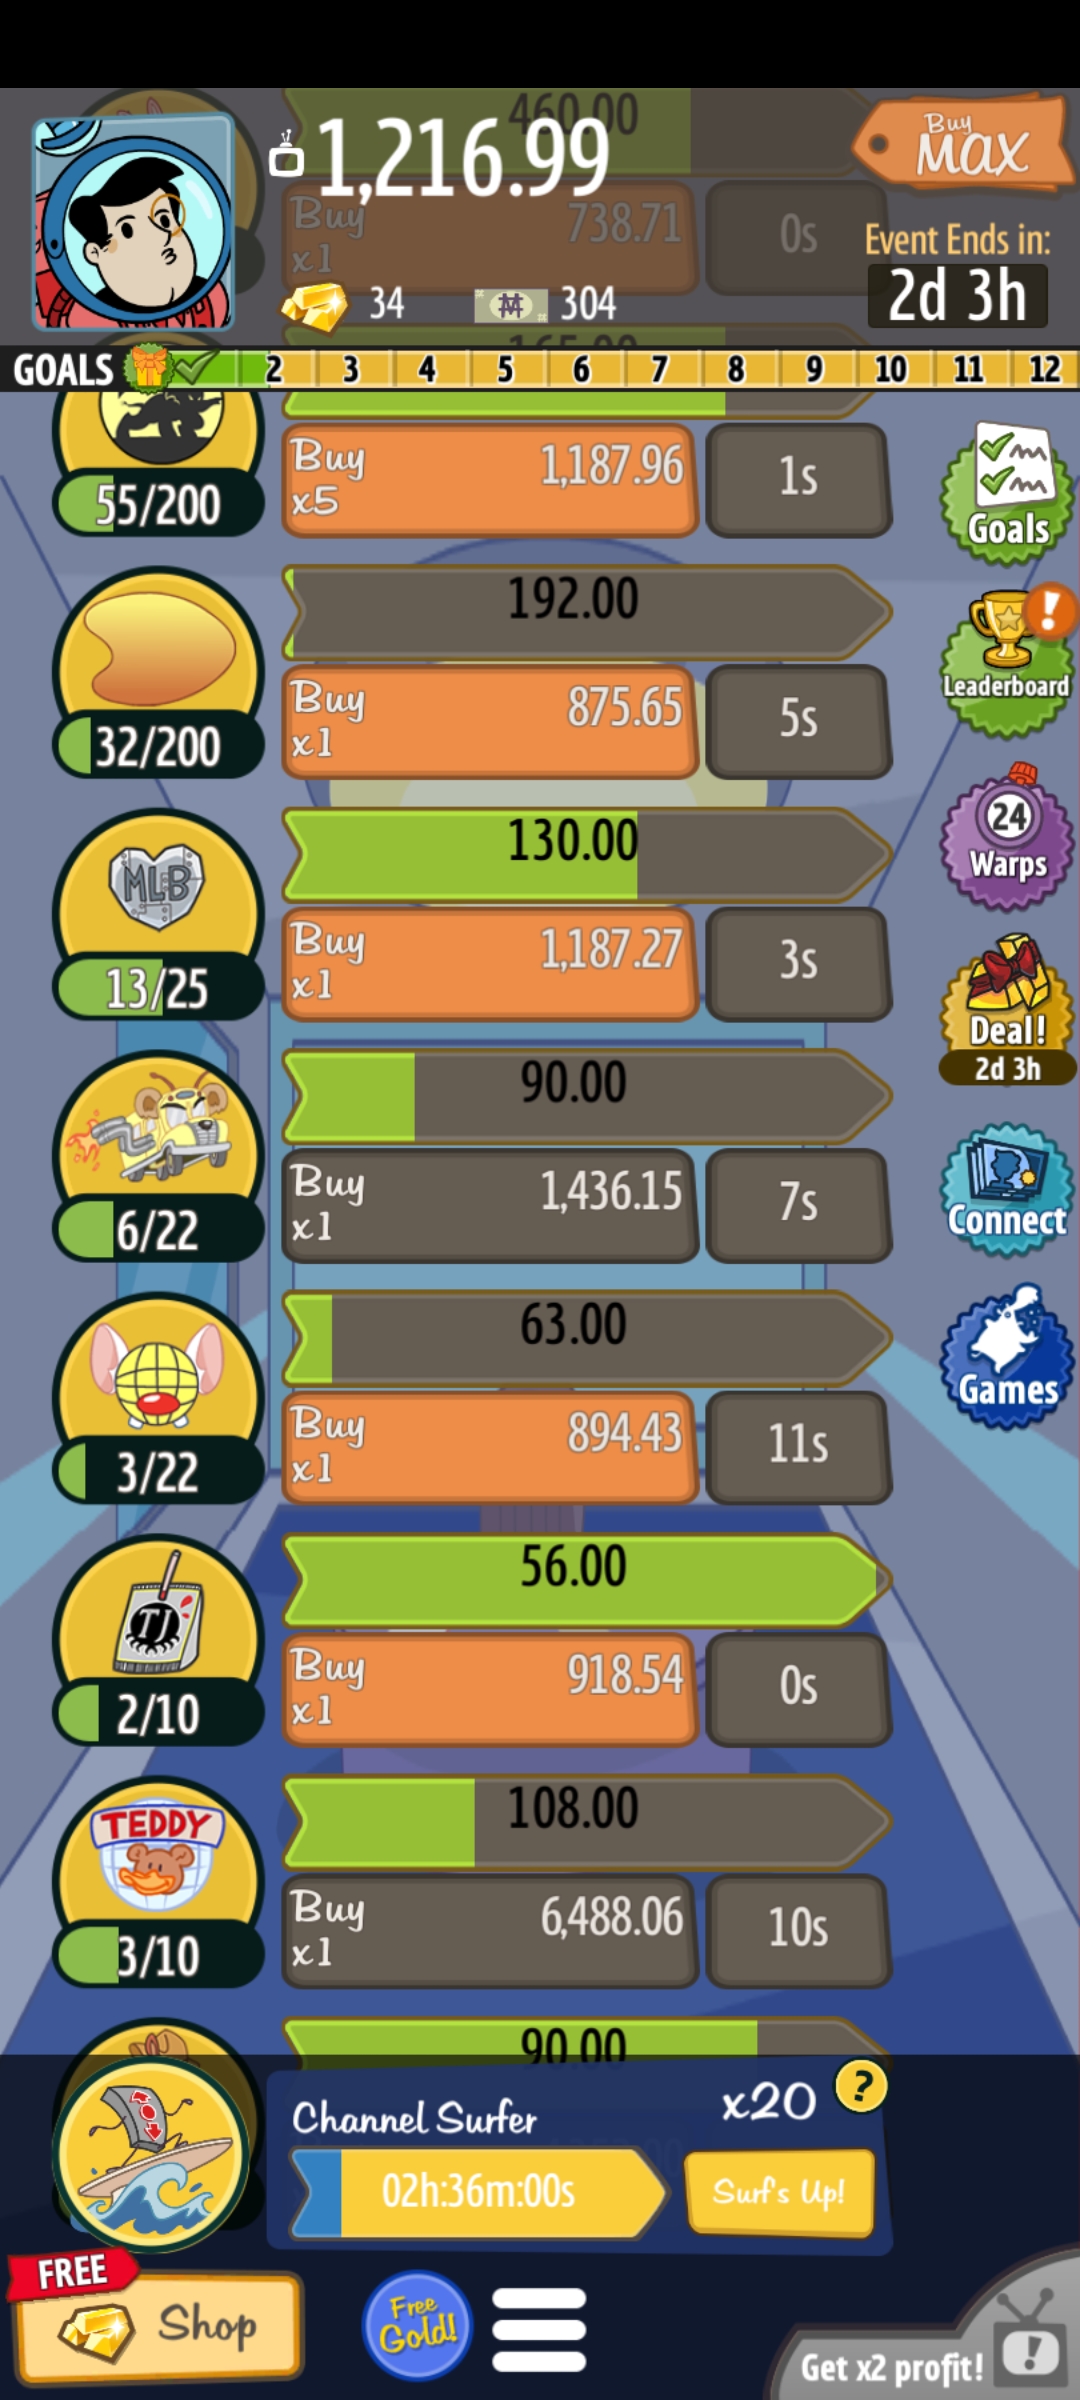 460.00
1,216.99
Buy
MAX
Buy
x1
738.71
0s
Event Ends in:
2d 3h
34
304
165.00
GOALS 2 3 4 5 6 7 8 9 10 11 12
Buy
x5
1,187.96
1s
55/200
Goals
192.00
Buy
x1
875.65
5s
32/200
Leaderboard
130.00
MLB
Buy
x1
1,187.27
3s
13/25
24
Warps
Deal!
2d 3h
90.00
Buy
x1
1,436.15
7s
6/22
Connect
63.00
Buy
x1
894.43
11s
3/22
Games
56.00
TJ
Buy
x1
918.54
0s
2/10
108.00
TEDDY
Buy
x1
6,488.06
10s
3/10
90.00
Channel Surfer
x20
?
02h:36m:00s
Surf's Up!
FREE
Shop
Free
Gold!
Get x2 profit!